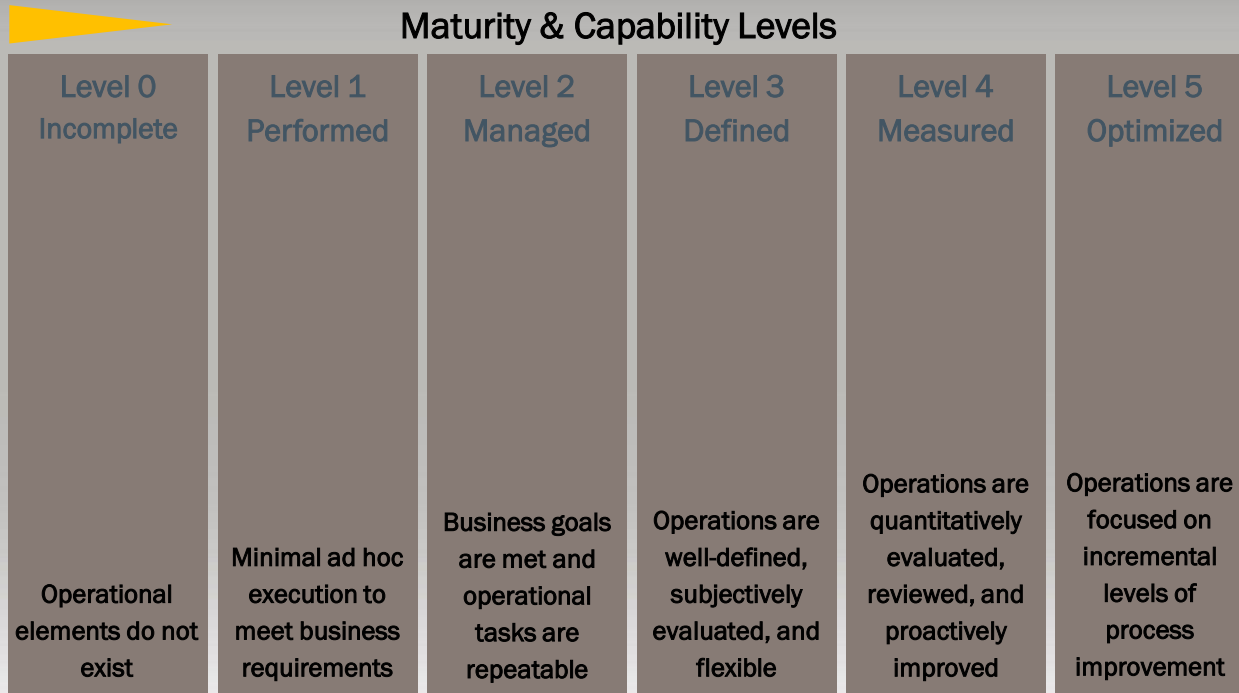 Maturity & Capability Levels
Level 0
Incomplete
Operational
elements do not
exist
Level 1
Performed
Minimal ad hoc
execution to
meet business
requirements
Level 2
Managed
Business goals
are met and
operational
tasks are
repeatable
Level 3
Defined
Operations are
well-defined,
subjectively
evaluated, and
flexible
Level 4
Measured
Operations are
quantitatively
evaluated,
reviewed, and
proactively
improved
Level 5
Optimized
Operations are
focused on
incremental
levels of
process
improvement